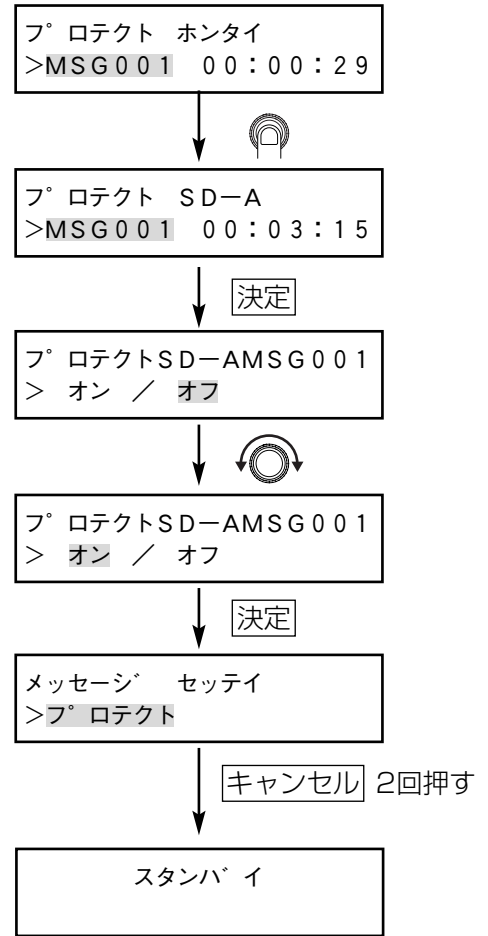 プロテクト ホンタイ
>MSG001 00:00:29
プロテクト SD－A
>MSG001 00:03:15
決定
プロテクトSD－AMSG001
> オン ／ オフ
プロテクトSD－AMSG001
> オン ／ オフ
決定
メッセージ セッテイ
>プロテクト
キャンセル 2回押す
スタンバイ